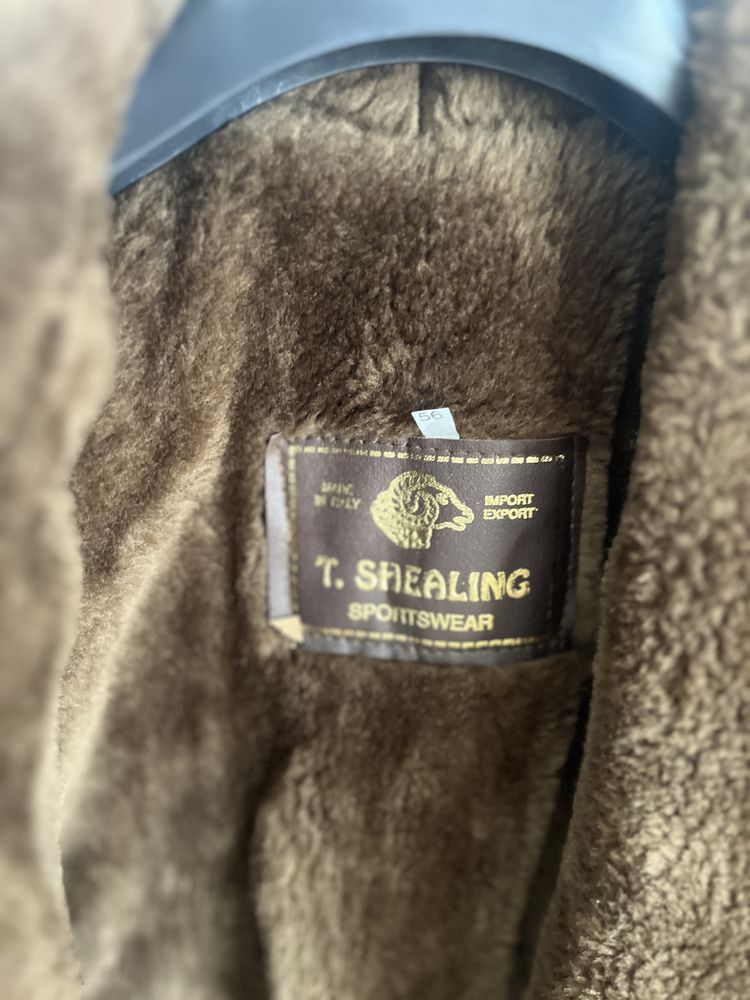 56
MADE
IN ITALY
IMPORT
EXPORT
T. SHEALING
SPORTSWEAR